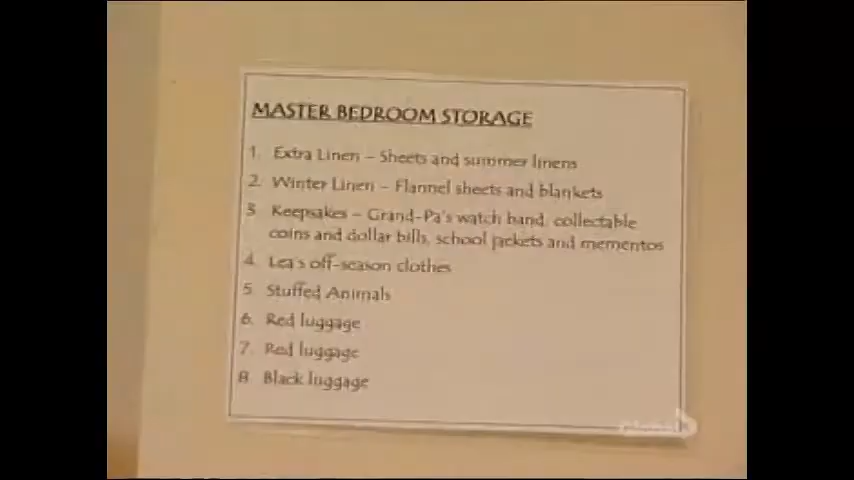 MASTER BEDROOM STORAGE
1. Extra Linen – Sheets and summer linens
2. Winter Linen – Flannel sheets and blankets
3. Keepsakes – Grand-Pa's watch band, collectable
coins and dollar bills, school jackets and mementos
4. Lea's off-season clothes
5. Stuffed Animals
6. Red luggage
7. Red luggage
8. Black luggage
Global